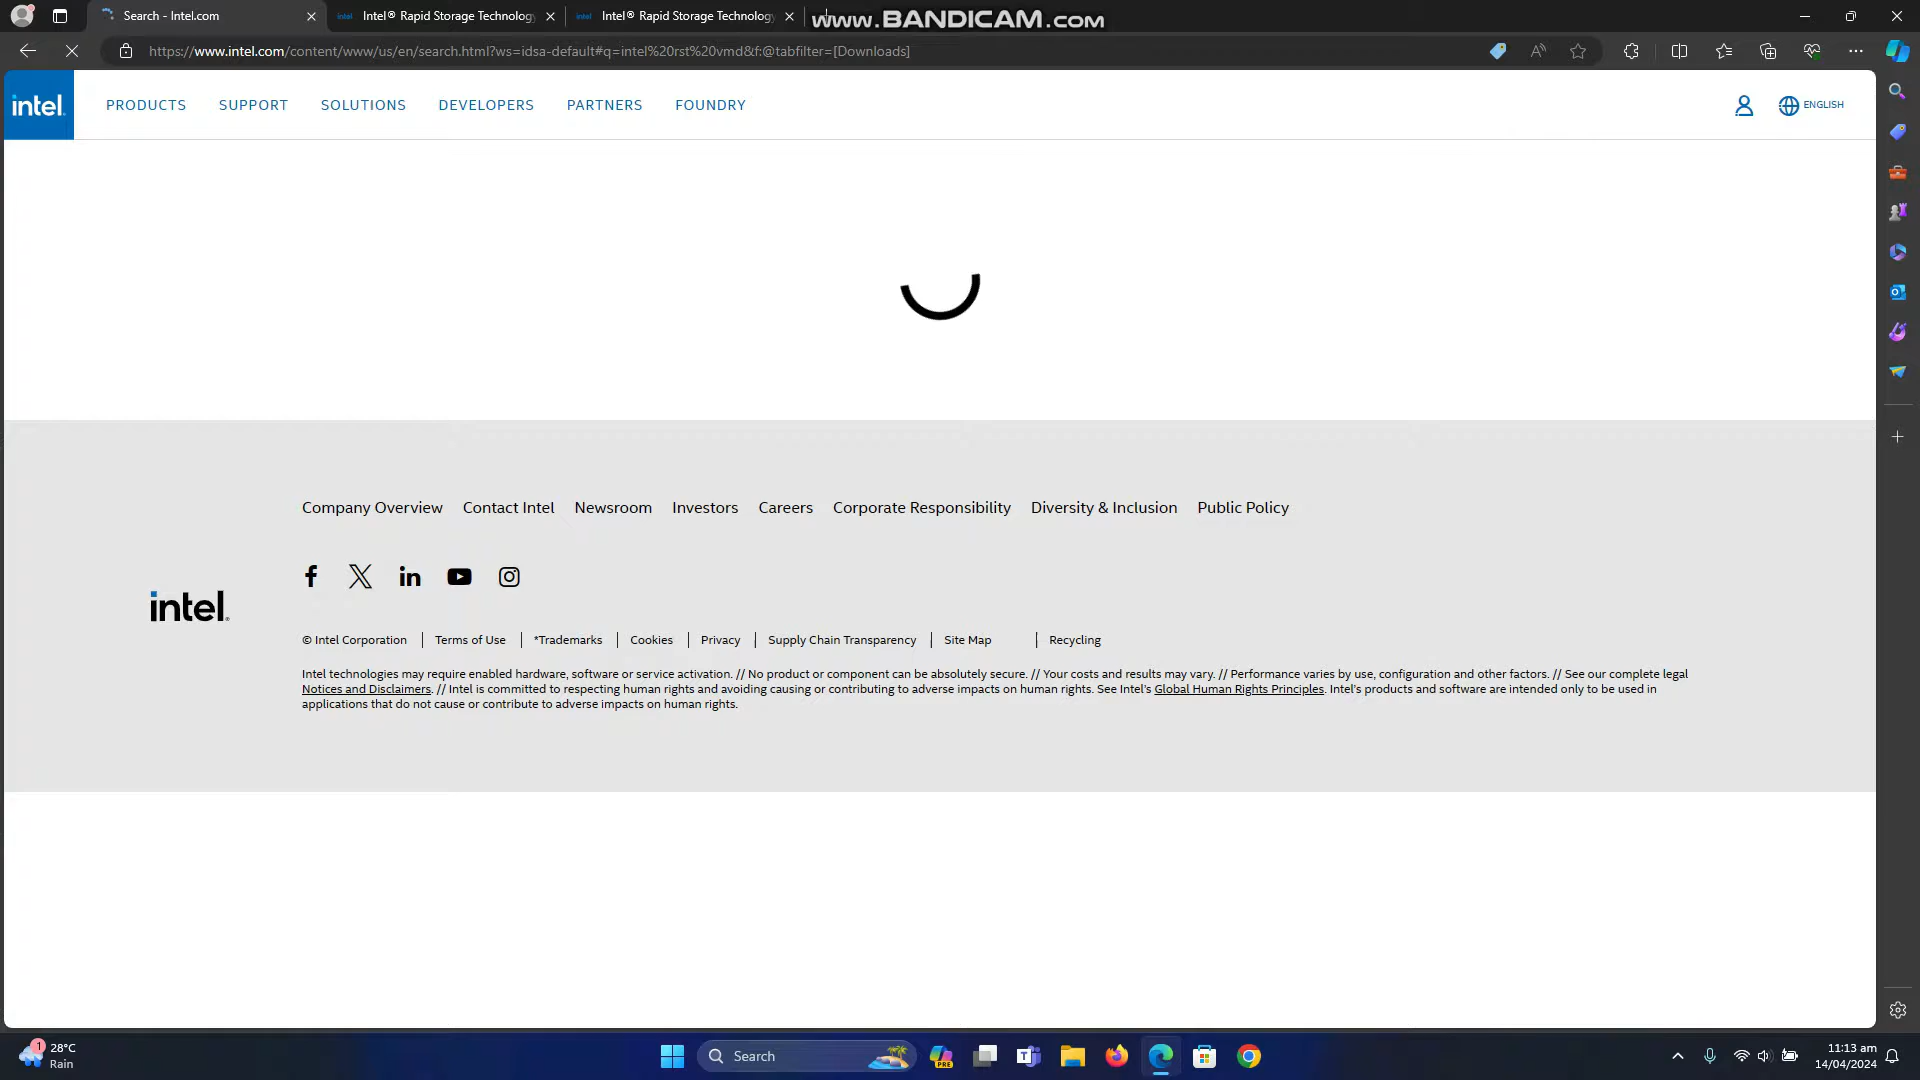 Search - Intel.com
Intel® Rapid Storage Technology
Intel® Rapid Storage Technology
www.BANDICAM.com
https://www.intel.com/content/www/us/en/search.html?ws=idsa-default#q=intel%20rst%20vmd&f:@tabfilter=[Downloads]
intel.
PRODUCTS
SUPPORT
SOLUTIONS
DEVELOPERS
PARTNERS
FOUNDRY
ENGLISH
Company Overview
Contact Intel
Newsroom
Investors
Careers
Corporate Responsibility
Diversity & Inclusion
Public Policy
intel.
© Intel Corporation
Terms of Use
*Trademarks
Cookies
Privacy
Supply Chain Transparency
Site Map
Recycling
Intel technologies may require enabled hardware, software or service activation. // No product or component can be absolutely secure. // Your costs and results may vary. // Performance varies by use, configuration and other factors. // See our complete legal
Notices and Disclaimers. // Intel is committed to respecting human rights and avoiding causing or contributing to adverse impacts on human rights. See Intel's Global Human Rights Principles. Intel's products and software are intended only to be used in
applications that do not cause or contribute to adverse impacts on human rights.
1
28°C
Rain
Search
PRE
11:13 am
14/04/2024